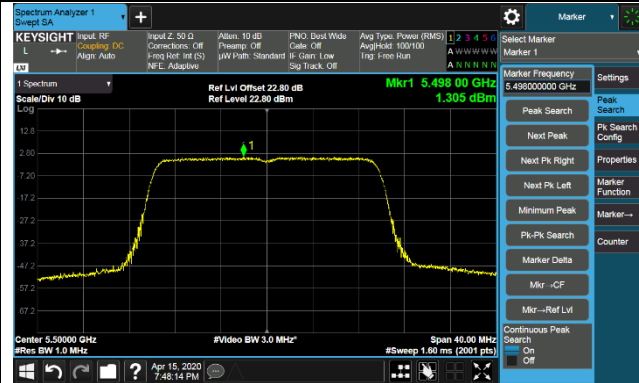 Spectrum Analyzer 1
Swept SA
+
Marker
KEYSIGHT
L
LXI
Input: RF
Coupling: DC
Align: Auto
Input Z: 50 Ω
Corrections: Off
Freq Ref: Int (S)
NFE: Adaptive
Atten: 10 dB
Preamp: Off
µW Path: Standard
PNO: Best Wide
Gate: Off
IF Gain: Low
Sig Track: Off
Avg Type: Power (RMS)
Avg|Hold: 100/100
Trig: Free Run
1 2 3 4 5 6
A W W W W W
A N N N N N
Select Marker
Marker 1
1 Spectrum
Scale/Div 10 dB
Log
Ref Lvl Offset 22.80 dB
Ref Level 22.80 dBm
Mkr1 5.498 00 GHz
1.305 dBm
1
12.8
2.80
-7.20
-17.2
-27.2
-37.2
-47.2
-57.2
-67.2
Center 5.50000 GHz
#Res BW 1.0 MHz
#Video BW 3.0 MHz*
Span 40.00 MHz
#Sweep 1.60 ms (2001 pts)
Marker Frequency
5.498000000 GHz
Peak Search
Next Peak
Next Pk Right
Next Pk Left
Minimum Peak
Pk-Pk Search
Marker Delta
Mkr→CF
Mkr→Ref Lvl
Continuous Peak
Search
On
Off
Settings
Peak
Search
Pk Search
Config
Properties
Marker
Function
Marker→
Counter
?
Apr 15, 2020
7:48:14 PM